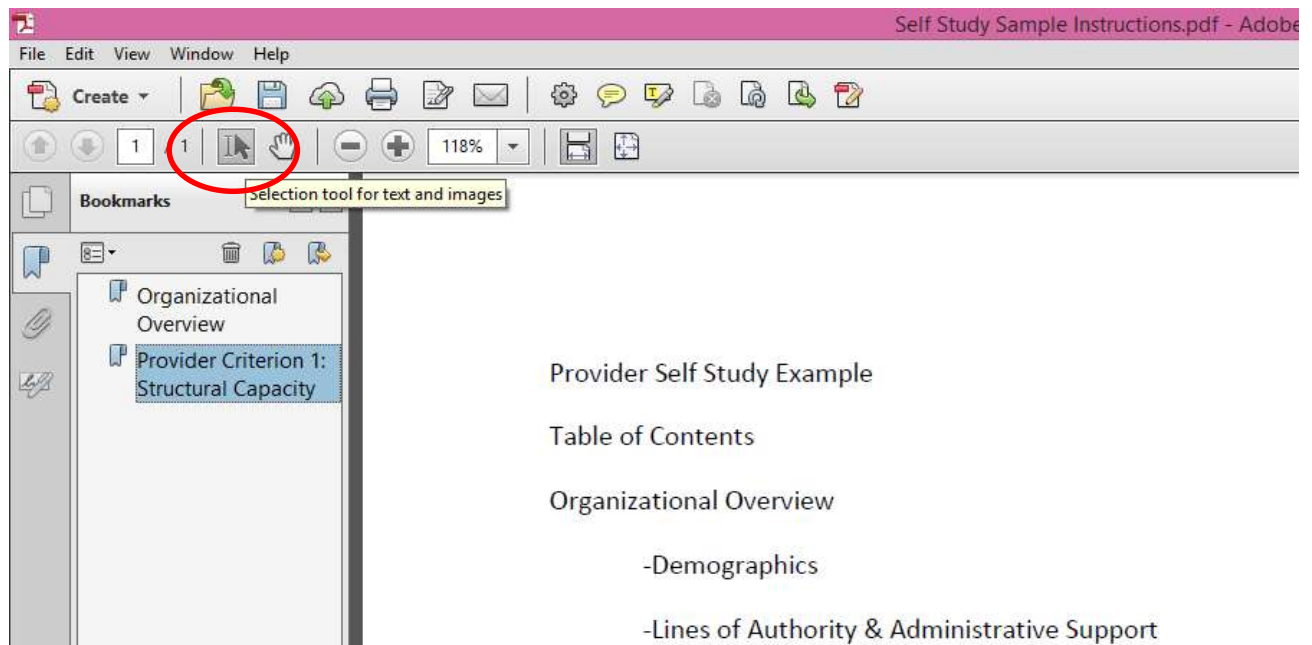 Self Study Sample Instructions.pdf - Adobe
File Edit View Window Help
Create
1 / 1 118%
Selection tool for text and images
Bookmarks
Organizational
Overview
Provider Criterion 1:
Structural Capacity
Provider Self Study Example
Table of Contents
Organizational Overview
-Demographics
-Lines of Authority & Administrative Support